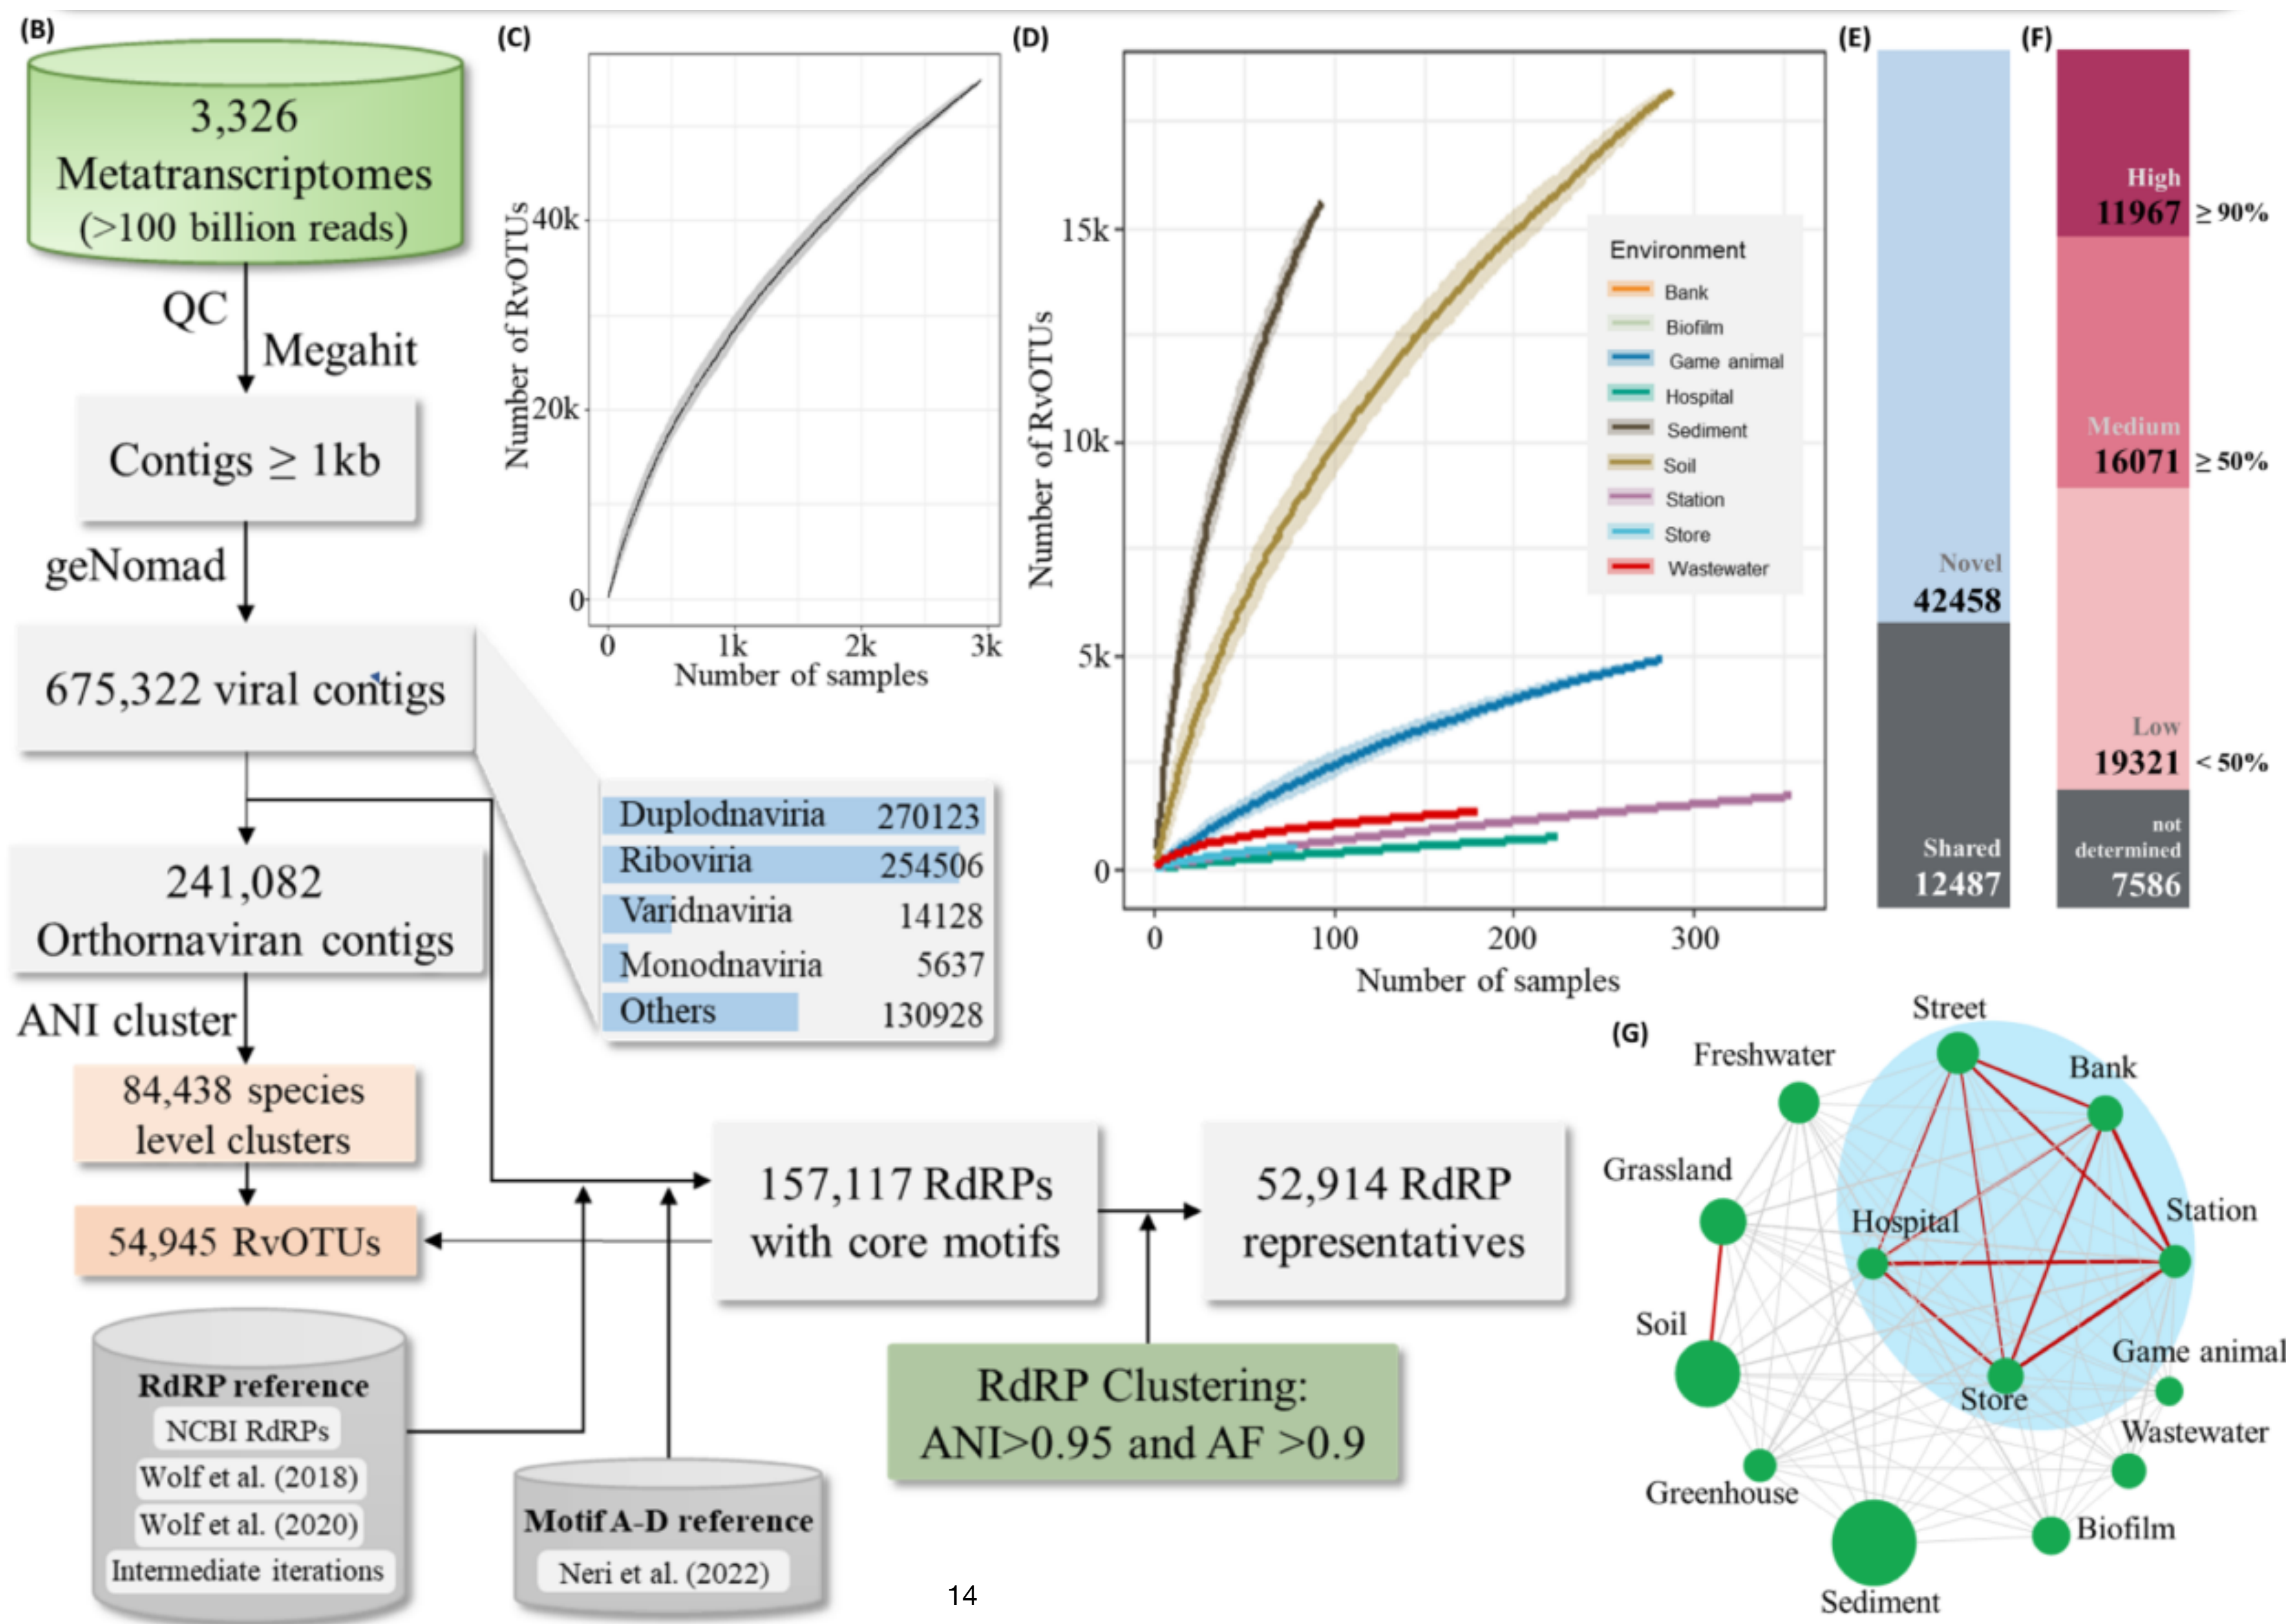 (B)
3,326
Metatranscriptomes
(>100 billion reads)
QC
Megahit
Contigs ≥ 1kb
geNomad
675,322 viral contigs
241,082
Orthornaviran contigs
ANI cluster
84,438 species
level clusters
54,945 RvOTUs
RdRP reference
NCBI RdRPs
Wolf et al. (2018)
Wolf et al. (2020)
Intermediate iterations
Motif A-D reference
Neri et al. (2022)
157,117 RdRPs
with core motifs
52,914 RdRP
representatives
RdRP Clustering:
ANI>0.95 and AF >0.9
Duplodnaviria 270123
Riboviria 254506
Varidnaviria 14128
Monodnaviria 5637
Others 130928
(C)
Number of RvOTUs
40k
20k
0
0 1k 2k 3k
Number of samples
(D)
Number of RvOTUs
15k
10k
5k
0
0 100 200 300
Number of samples
Environment
Bank
Biofilm
Game animal
Hospital
Sediment
Soil
Station
Store
Wastewater
(E)
Novel
42458
Shared
12487
(F)
High
11967 ≥ 90%
Medium
16071 ≥ 50%
Low
19321 < 50%
not
determined
7586
(G)
Street
Freshwater
Bank
Grassland
Hospital
Station
Soil
Game animal
Store
Wastewater
Greenhouse
Biofilm
Sediment
14